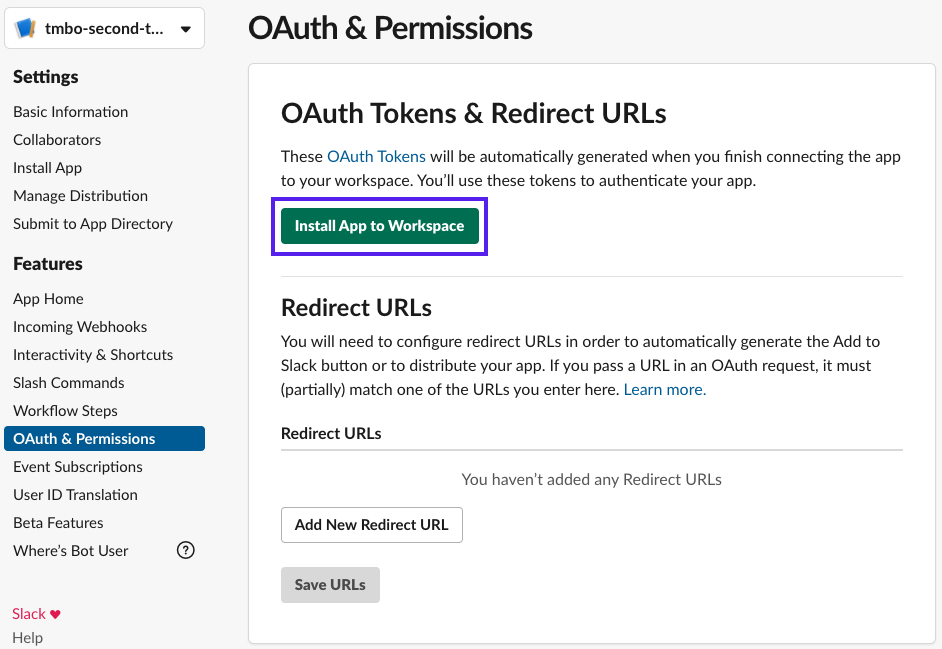 tmbo-second-t...
Settings
Basic Information
Collaborators
Install App
Manage Distribution
Submit to App Directory
Features
App Home
Incoming Webhooks
Interactivity & Shortcuts
Slash Commands
Workflow Steps
OAuth & Permissions
Event Subscriptions
User ID Translation
Beta Features
Where’s Bot User ?
Slack ♥
Help
OAuth & Permissions
OAuth Tokens & Redirect URLs
These OAuth Tokens will be automatically generated when you finish connecting the app
to your workspace. You’ll use these tokens to authenticate your app.
Install App to Workspace
Redirect URLs
You will need to configure redirect URLs in order to automatically generate the Add to
Slack button or to distribute your app. If you pass a URL in an OAuth request, it must
(partially) match one of the URLs you enter here. Learn more.
Redirect URLs
You haven’t added any Redirect URLs
Add New Redirect URL
Save URLs